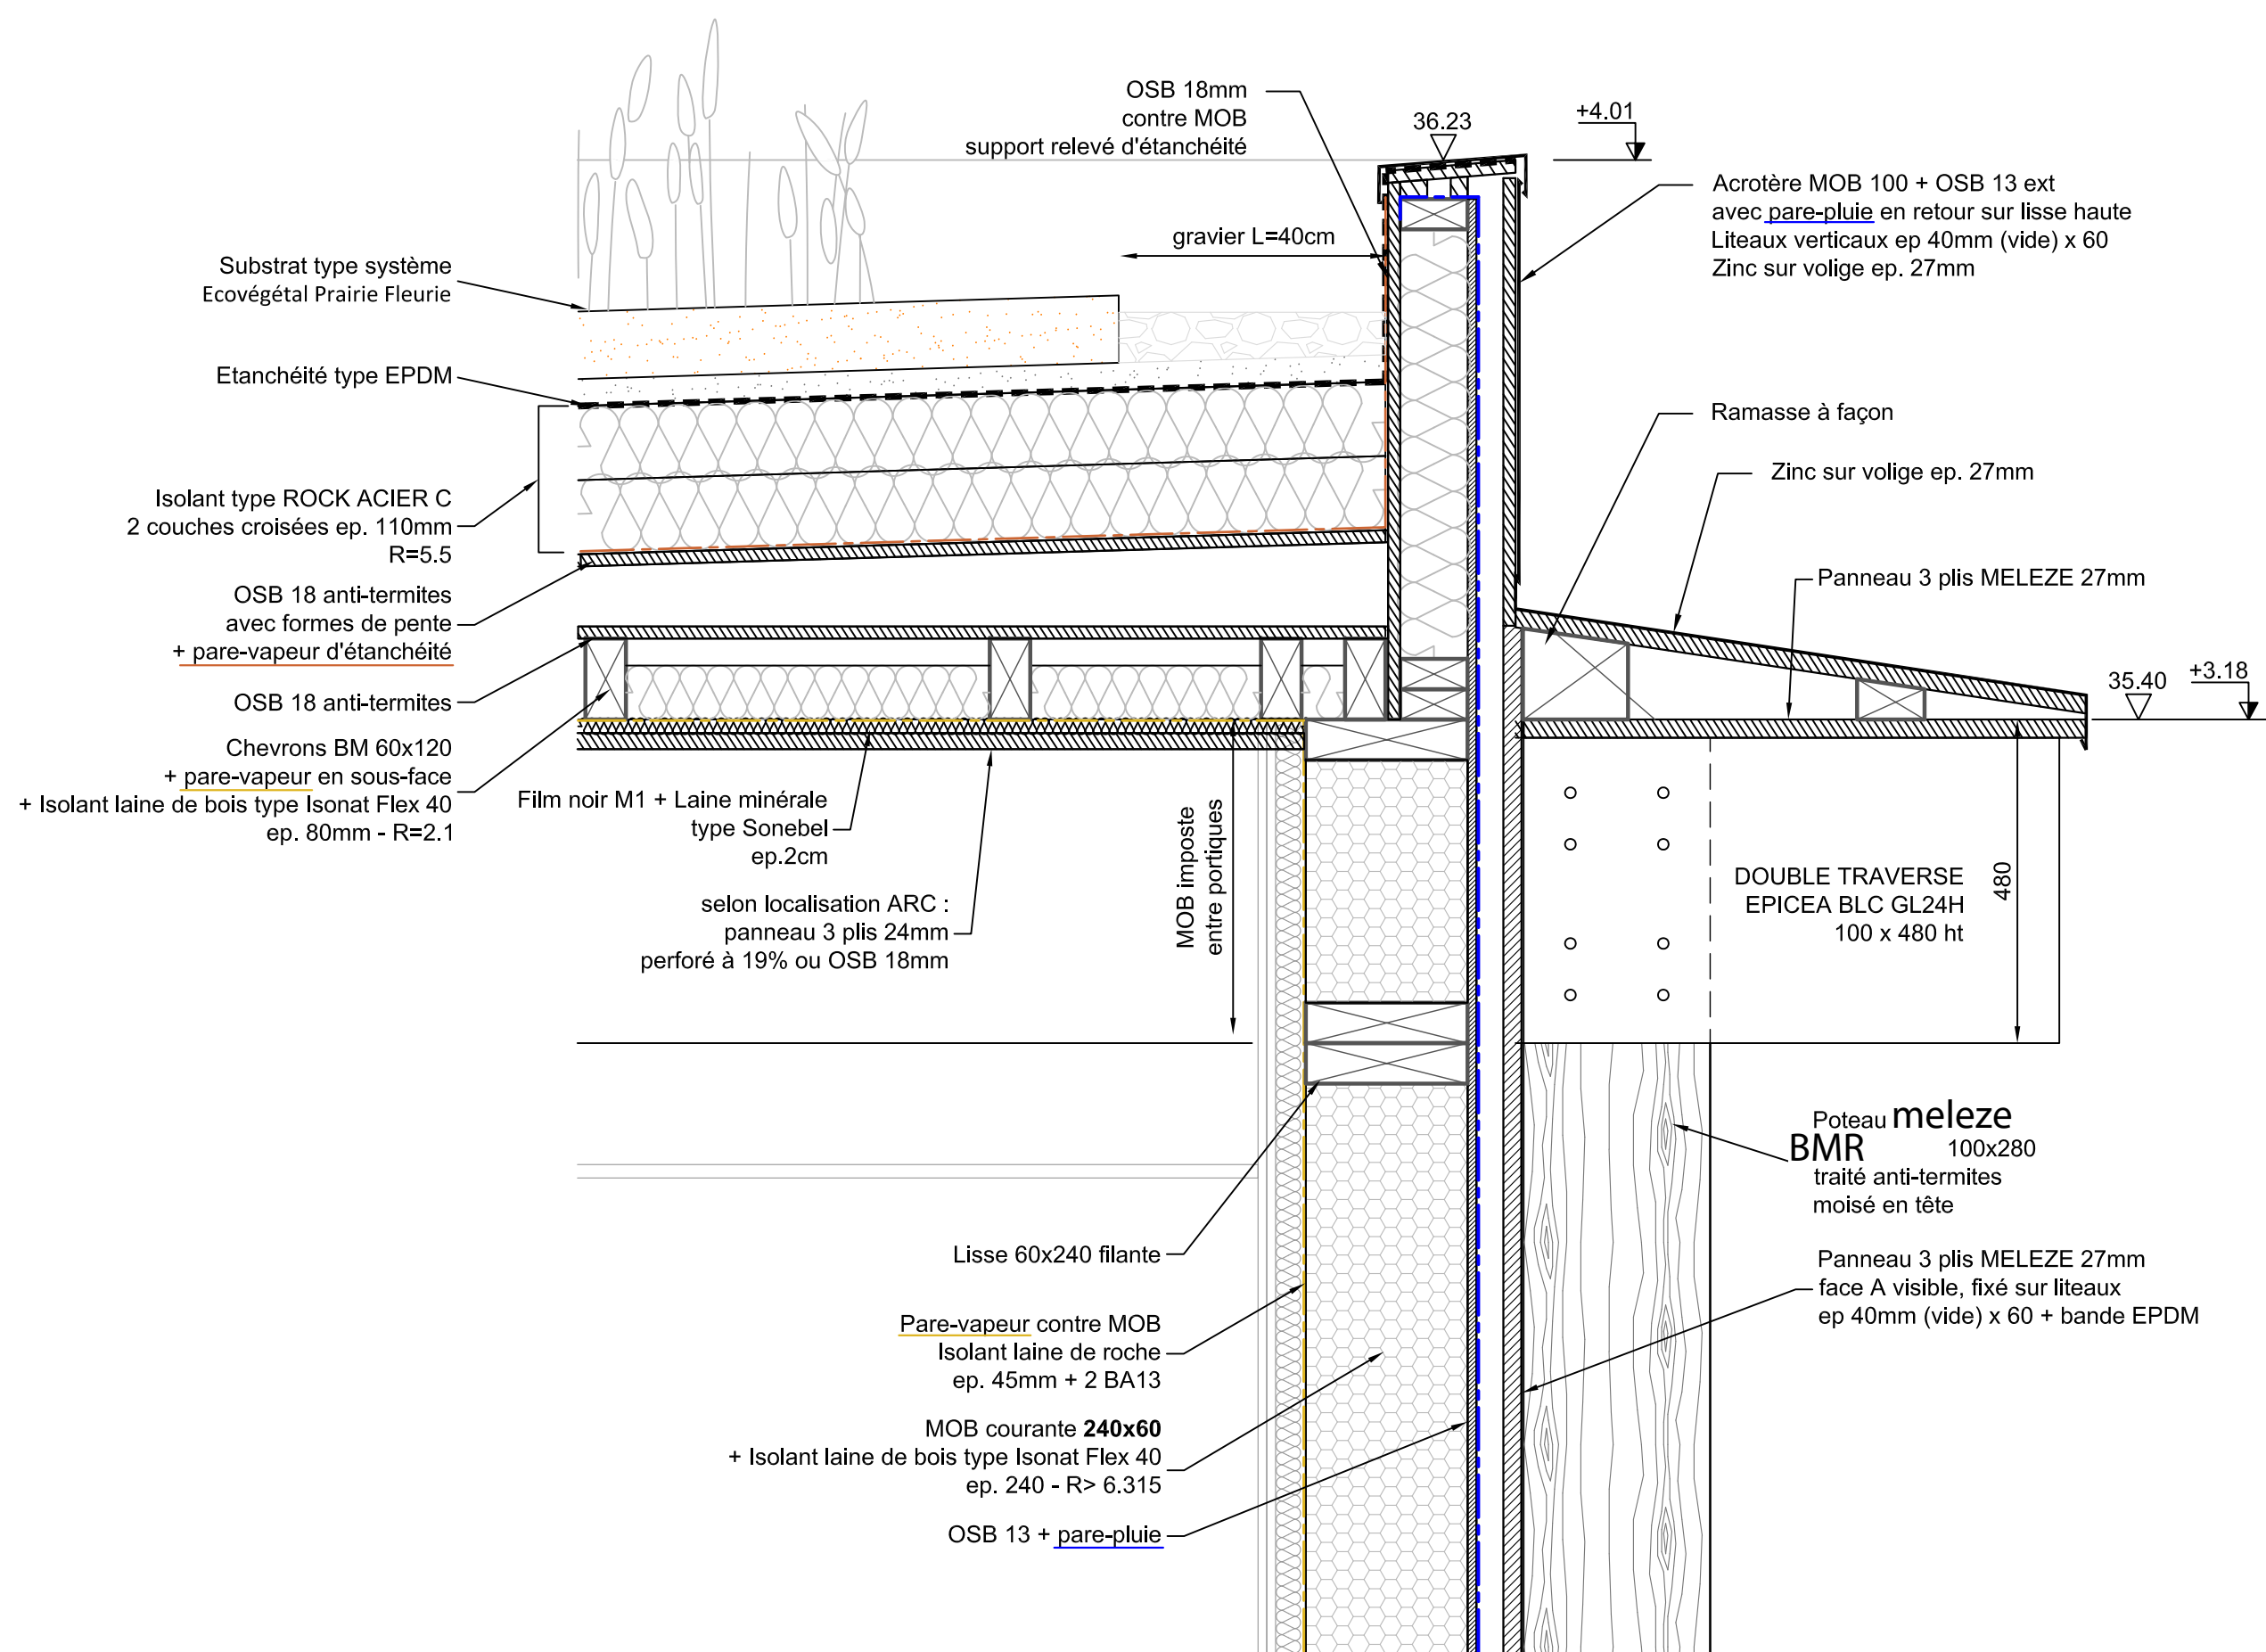 OSB 18mm
contre MOB
support relevé d'étanchéité
36.23
+4.01
Acrotère MOB 100 + OSB 13 ext
avec pare-pluie en retour sur lisse haute
Liteaux verticaux ep 40mm (vide) x 60
Zinc sur volige ep. 27mm
gravier L=40cm
Substrat type système
Ecovégétal Prairie Fleurie
Etanchéité type EPDM
Ramasse à façon
Zinc sur volige ep. 27mm
Isolant type ROCK ACIER C
2 couches croisées ep. 110mm
R=5.5
Panneau 3 plis MELEZE 27mm
OSB 18 anti-termites
avec formes de pente
+ pare-vapeur d'étanchéité
35.40
+3.18
OSB 18 anti-termites
Chevrons BM 60x120
+ pare-vapeur en sous-face
+ Isolant laine de bois type Isonat Flex 40
ep. 80mm - R=2.1
Film noir M1 + Laine minérale
type Sonebel
ep.2cm
MOB imposte
entre portiques
selon localisation ARC :
panneau 3 plis 24mm
perforé à 19% ou OSB 18mm
DOUBLE TRAVERSE
EPICEA BLC GL24H
100 x 480 ht
480
Poteau meleze
BMR 100x280
traité anti-termites
moisé en tête
Lisse 60x240 filante
Panneau 3 plis MELEZE 27mm
face A visible, fixé sur liteaux
ep 40mm (vide) x 60 + bande EPDM
Pare-vapeur contre MOB
Isolant laine de roche
ep. 45mm + 2 BA13
MOB courante 240x60
+ Isolant laine de bois type Isonat Flex 40
ep. 240 - R> 6.315
OSB 13 + pare-pluie